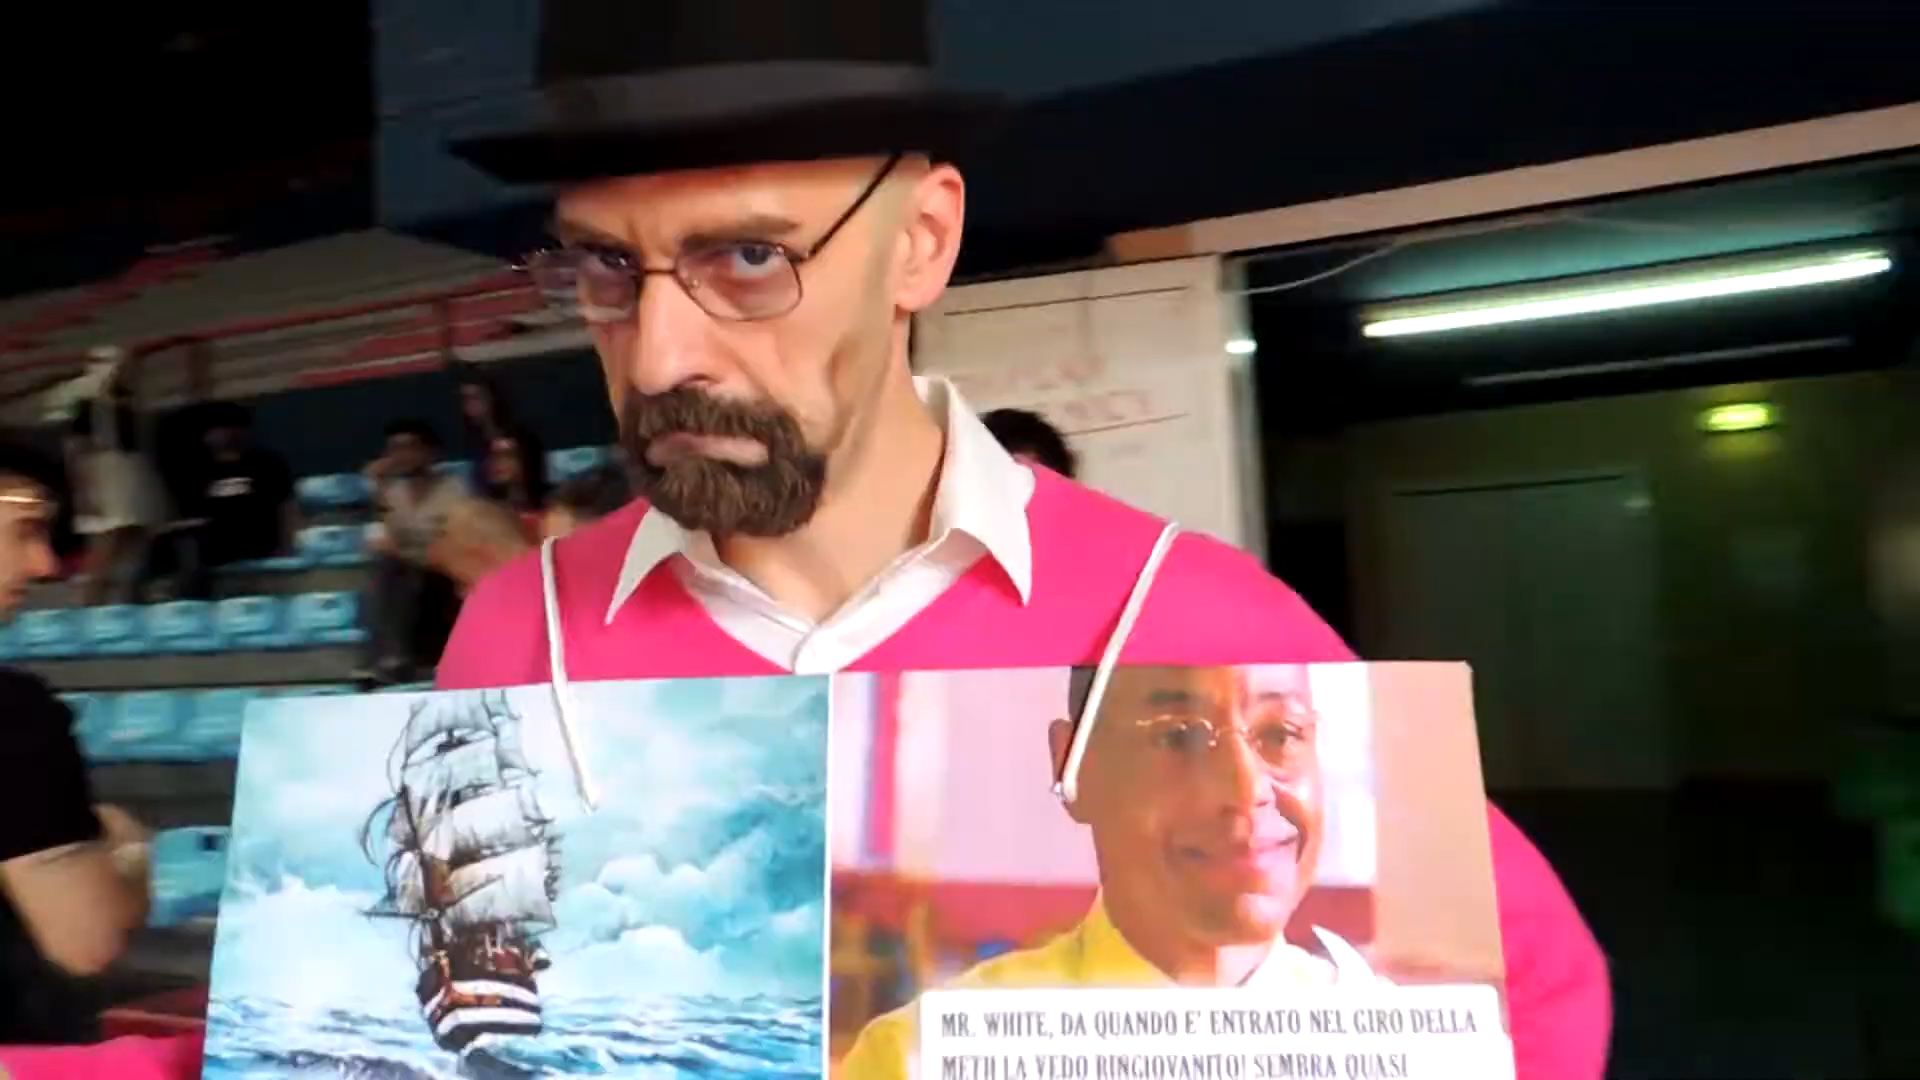 MR. WHITE, DA QUANDO E' ENTRATO NEL GIRO DELLA
METH LA VEDO RINGIOVANITO! SEMBRA QUASI